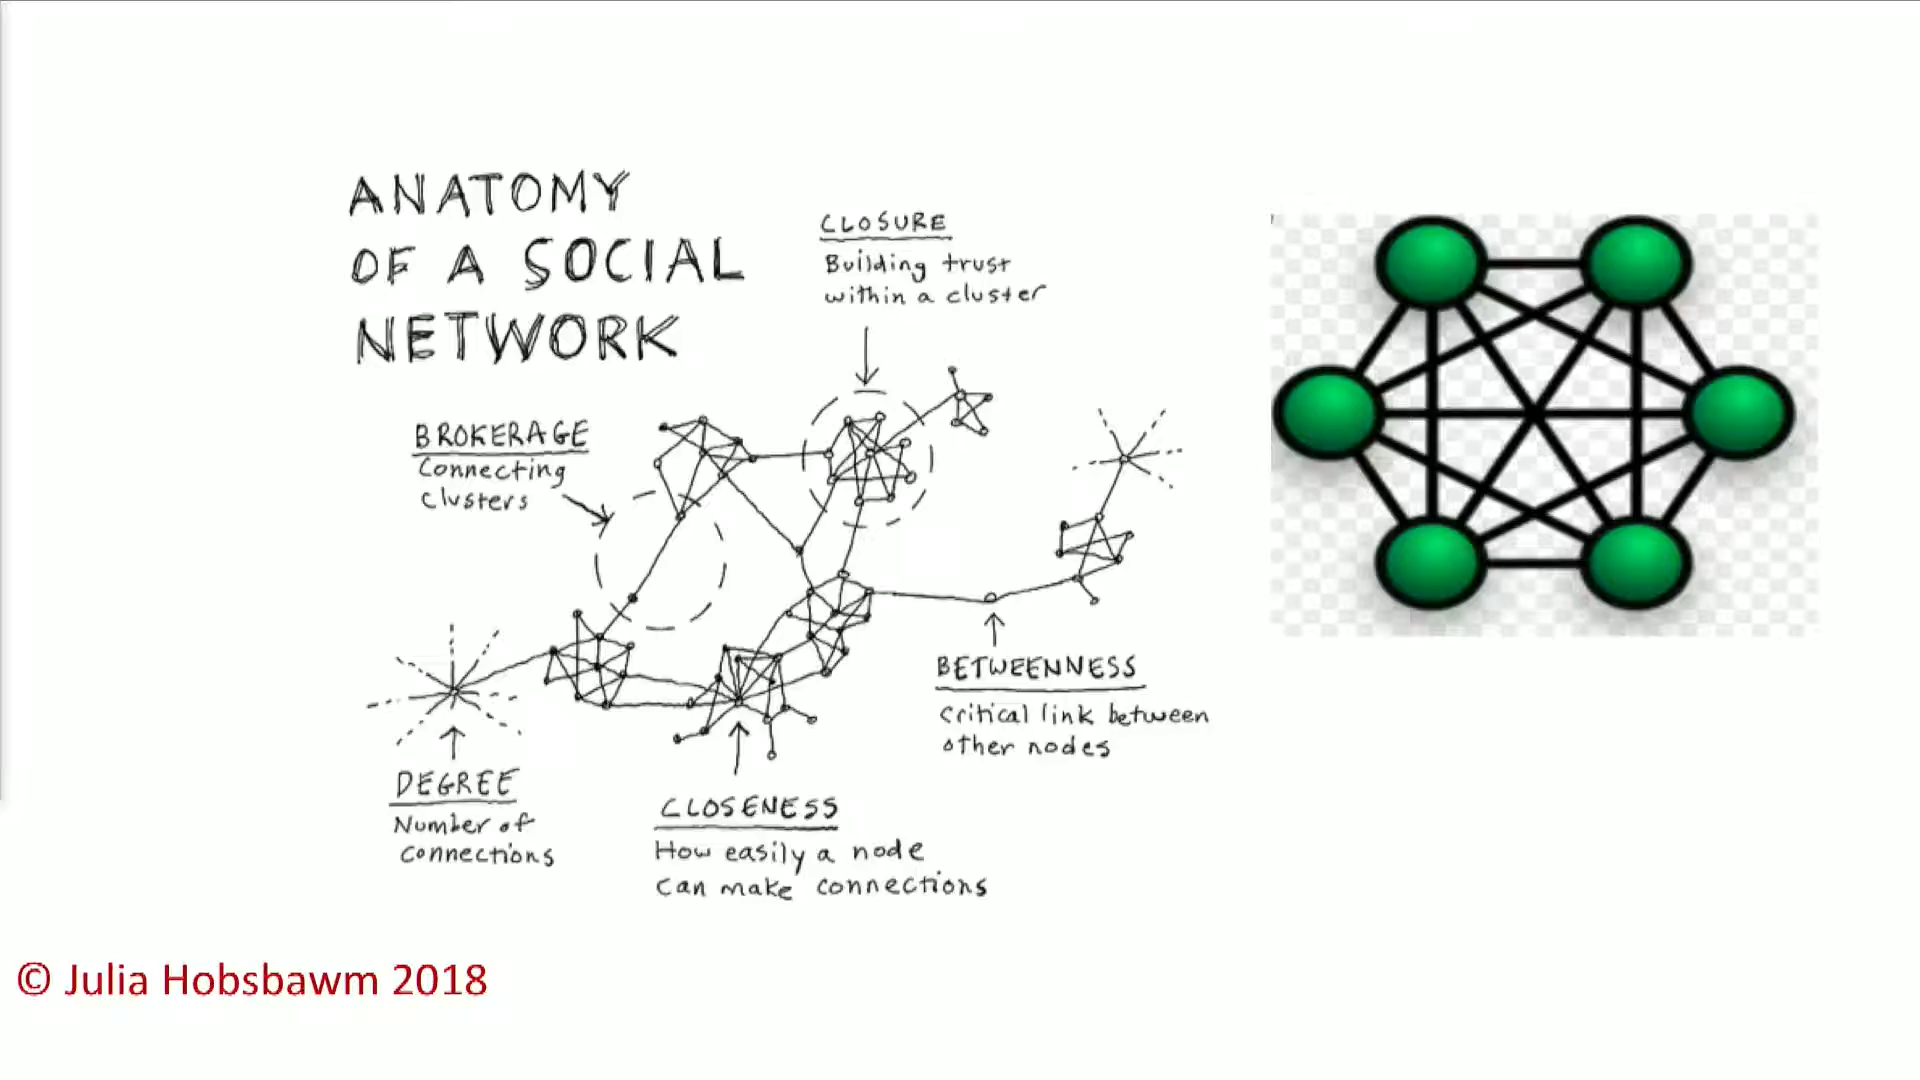 ANATOMY
OF A SOCIAL
NETWORK
CLOSURE
Building trust
within a cluster
BROKERAGE
Connecting
clusters
BETWEENNESS
Critical link between
other nodes
DEGREE
Number of
connections
CLOSENESS
How easily a node
can make connections
© Julia Hobsbawm 2018